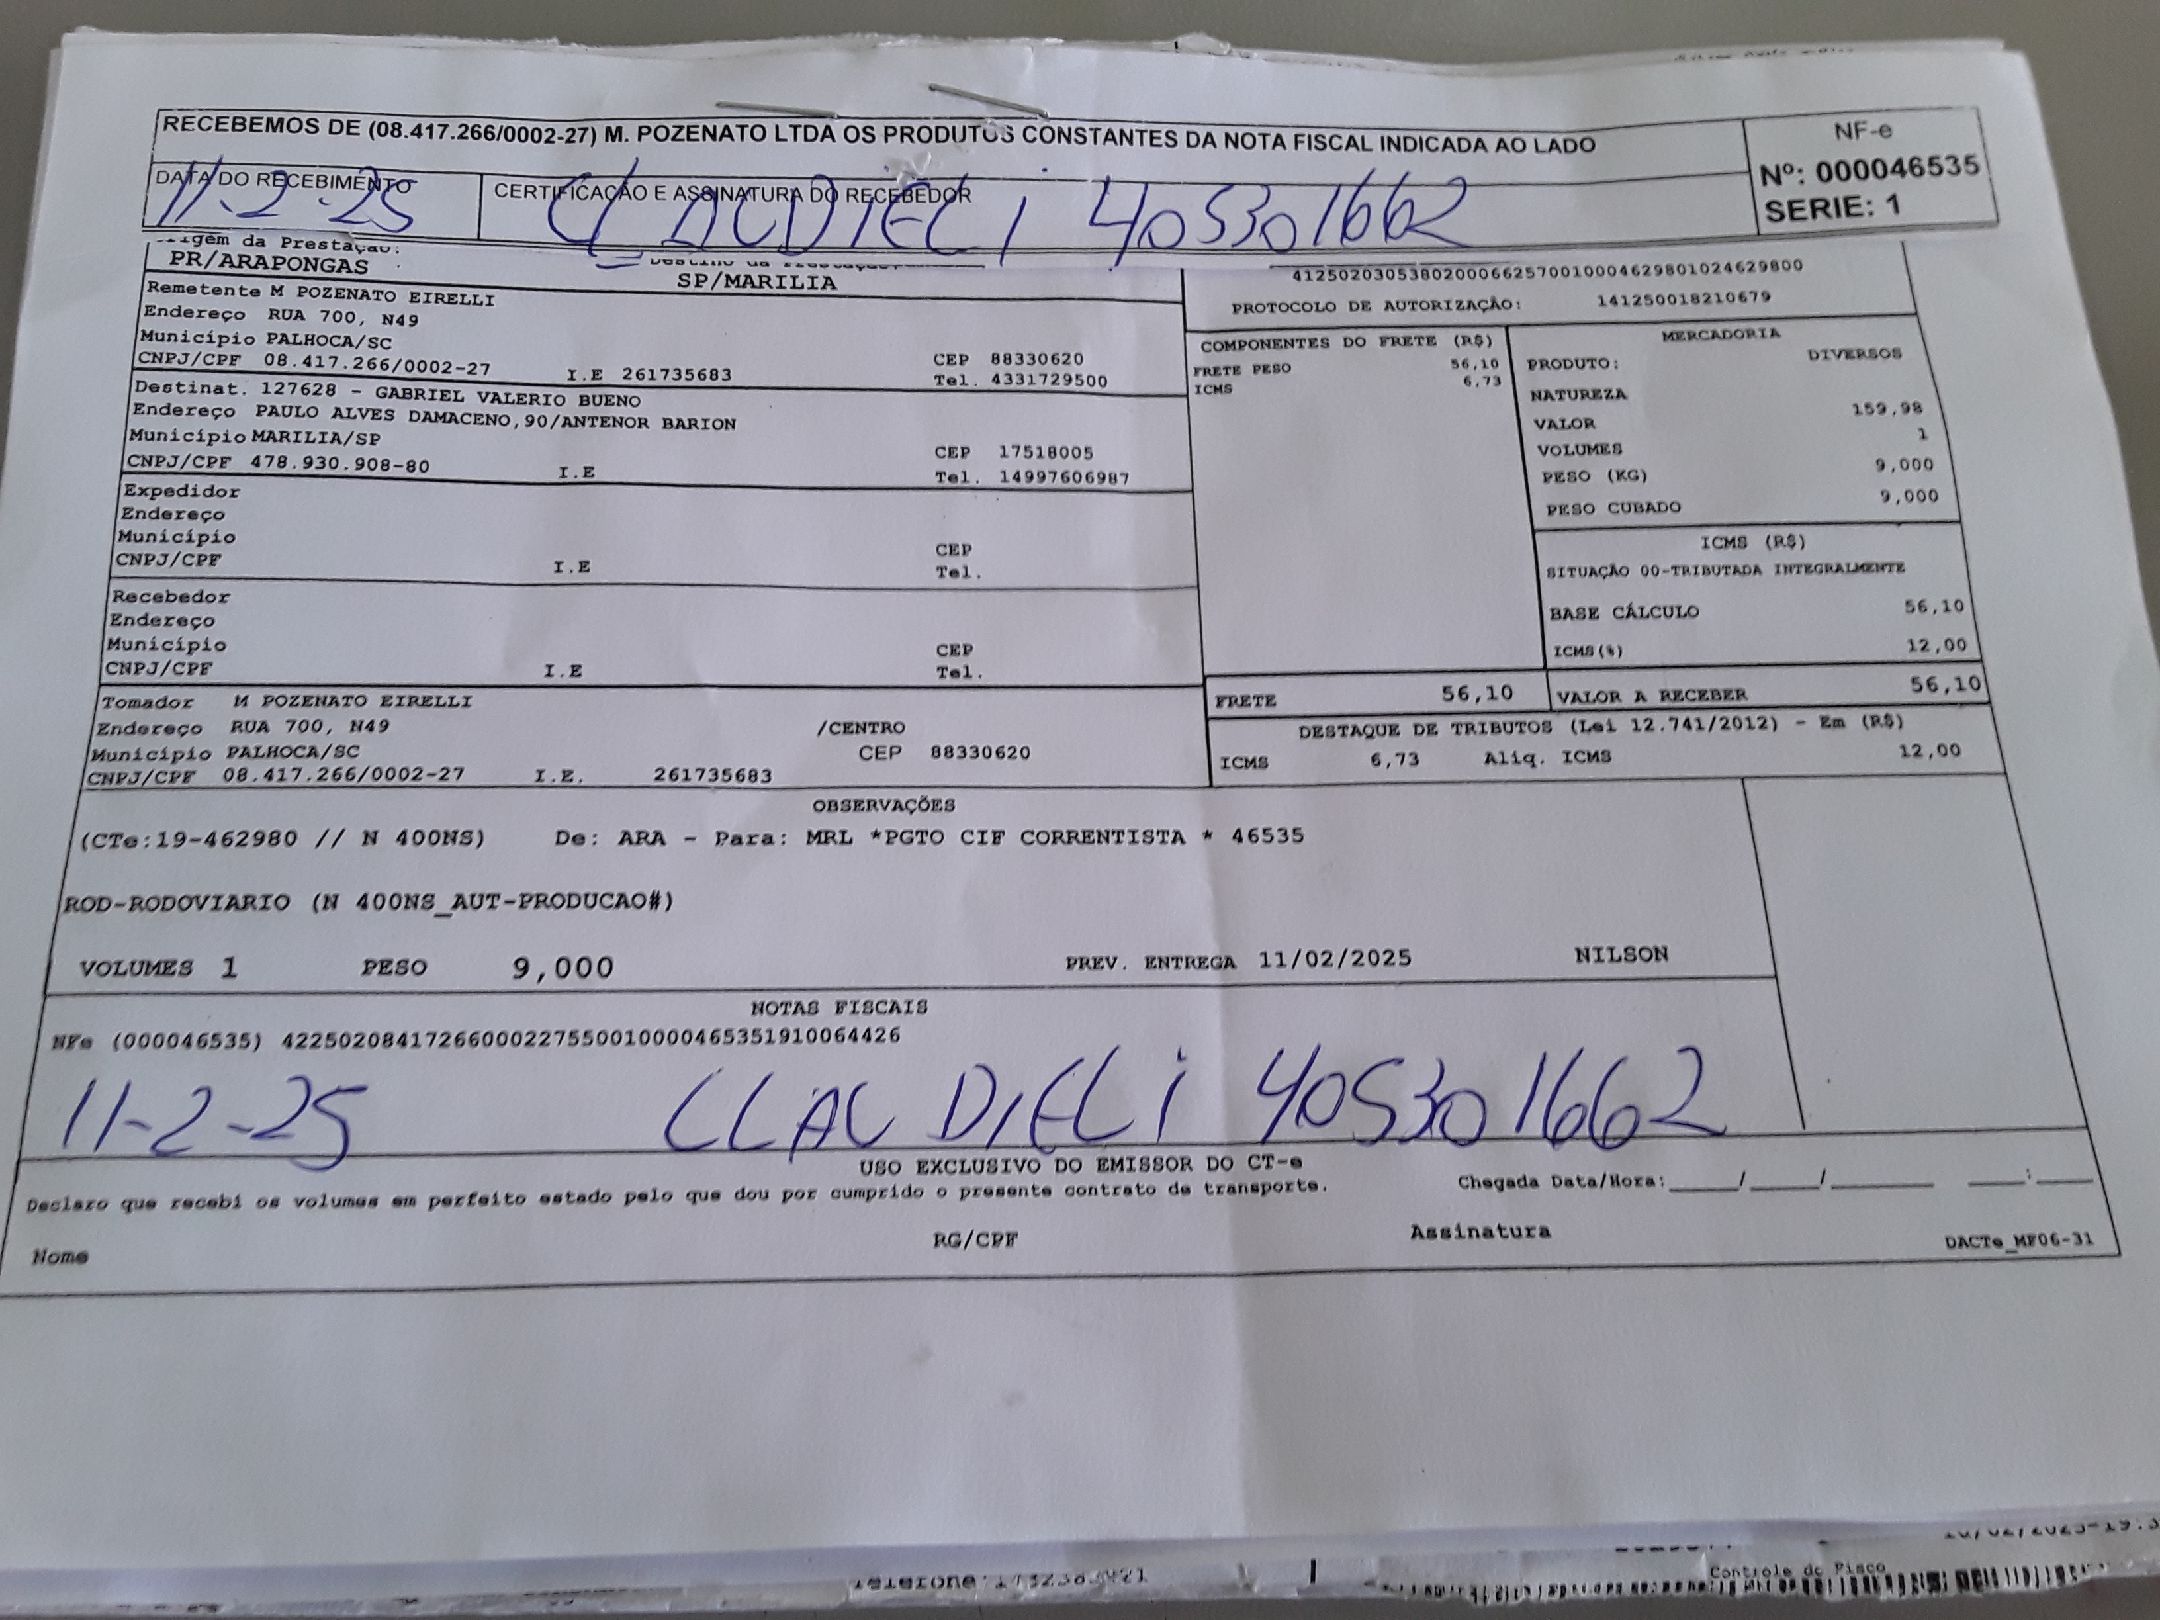 RECEBEMOS DE (08.417.266/0002-27) M. POZENATO LTDA OS PRODUTOS CONSTANTES DA NOTA FISCAL INDICADA AO LADO
NF-e
Nº: 000046535
SERIE: 1
DATA DO RECEBIMENTO
11-2-25
CERTIFICAÇÃO E ASSINATURA DO RECEBEDOR
CLAUDIELI 405301662
da Prestação:
PR/ARAPONGAS
SP/MARILIA
41250203053802000662570010004629801024629800
PROTOCOLO DE AUTORIZAÇÃO: 141250018210679
Remetente M POZENATO EIRELLI
Endereço RUA 700, N49
Município PALHOCA/SC
CNPJ/CPF 08.417.266/0002-27 I.E 261735683
CEP 88330620
Tel. 4331729500
Destinat. 127628 - GABRIEL VALERIO BUENO
Endereço PAULO ALVES DAMACENO,90/ANTENOR BARION
Município MARILIA/SP
CNPJ/CPF 478.930.908-80 I.E
CEP 17518005
Tel. 14997606987
Expedidor
Endereço
Município
CNPJ/CPF I.E
CEP
Tel.
Recebedor
Endereço
Município
CNPJ/CPF I.E
CEP
Tel.
Tomador M POZENATO EIRELLI
Endereço RUA 700, N49 /CENTRO
Município PALHOCA/SC CEP 88330620
CNPJ/CPF 08.417.266/0002-27 I.E. 261735683
COMPONENTES DO FRETE (R$)
FRETE PESO 56,10
ICMS 6,73
MERCADORIA
PRODUTO: DIVERSOS
NATUREZA
VALOR 159,98
VOLUMES 1
PESO (KG) 9,000
PESO CUBADO 9,000
ICMS (R$)
SITUAÇÃO 00-TRIBUTADA INTEGRALMENTE
BASE CÁLCULO 56,10
ICMS(%) 12,00
FRETE 56,10
VALOR A RECEBER 56,10
DESTAQUE DE TRIBUTOS (Lei 12.741/2012) - Em (R$)
ICMS 6,73 Aliq. ICMS 12,00
OBSERVAÇÕES
(CTe:19-462980 // N 400NS) De: ARA - Para: MRL *PGTO CIF CORRENTISTA * 46535
ROD-RODOVIARIO (N 400NS_AUT-PRODUCAO#)
VOLUMES 1 PESO 9,000 PREV. ENTREGA 11/02/2025 NILSON
NOTAS FISCAIS
NFe (000046535) 42250208417266000227550010000465351910064426
11-2-25 CLLAUDIELI 405301662
USO EXCLUSIVO DO EMISSOR DO CT-e
Declaro que recebi os volumes em perfeito estado pelo que dou por cumprido o presente contrato de transporte.
Chegada Data/Hora:_____/_____/_______ ____:____
Nome RG/CPF Assinatura
DACTe_MF06-31
Controle do Fisco